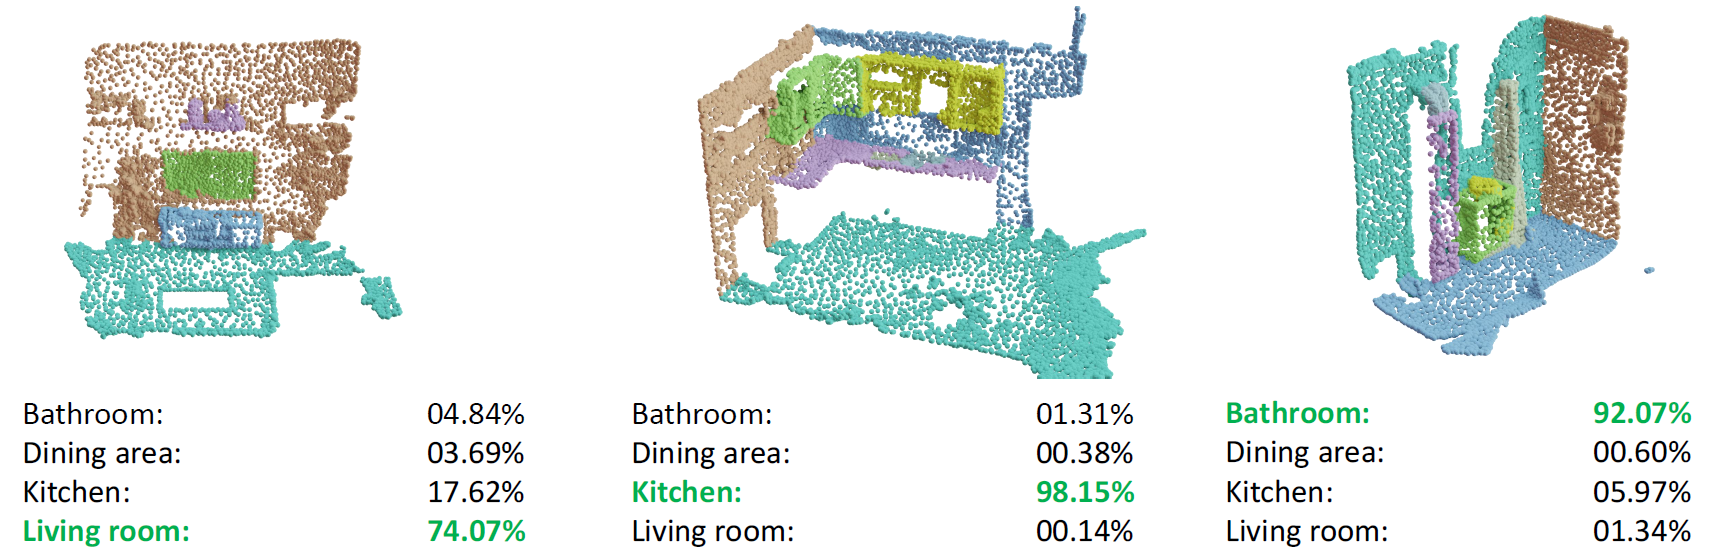 Bathroom: 04.84%
Dining area: 03.69%
Kitchen: 17.62%
Living room: 74.07%
Bathroom: 01.31%
Dining area: 00.38%
Kitchen: 98.15%
Living room: 00.14%
Bathroom: 92.07%
Dining area: 00.60%
Kitchen: 05.97%
Living room: 01.34%